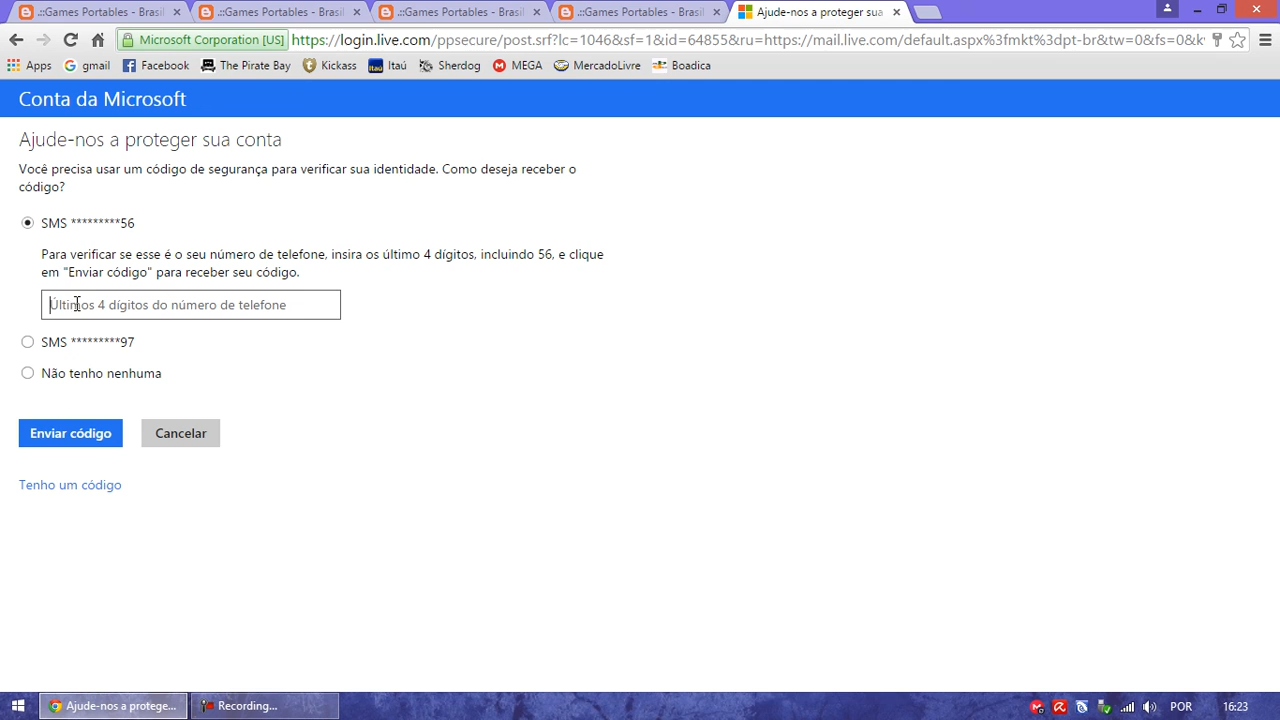 .::Games Portables - Brasil
.::Games Portables - Brasil
.::Games Portables - Brasil
.::Games Portables - Brasil
Ajude-nos a proteger sua
Microsoft Corporation [US]
https://login.live.com/ppsecure/post.srf?lc=1046&sf=1&id=64855&ru=https://mail.live.com/default.aspx%3fmkt%3dpt-br&tw=0&fs=0&k
Apps
gmail
Facebook
The Pirate Bay
Kickass
Itaú
Itaú
Sherdog
MEGA
MercadoLivre
Boadica
Conta da Microsoft
Ajude-nos a proteger sua conta
Você precisa usar um código de segurança para verificar sua identidade. Como deseja receber o
código?
SMS *********56
Para verificar se esse é o seu número de telefone, insira os último 4 dígitos, incluindo 56, e clique
em "Enviar código" para receber seu código.
Últimos 4 dígitos do número de telefone
SMS *********97
Não tenho nenhuma
Enviar código
Cancelar
Tenho um código
Ajude-nos a protege...
Recording...
POR
16:23